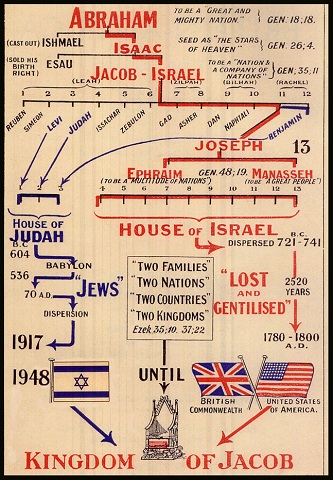 ABRAHAM
TO BE A "GREAT AND
MIGHTY NATION."
GEN: 18; 18.
(CAST OUT) ISHMAEL
ISAAC
SEED AS "THE STARS
OF HEAVEN"
GEN: 26; 4.
(SOLD HIS
BIRTH
RIGHT)
ESAU
JACOB - ISRAEL
TO BE A "NATION &
A COMPANY OF
NATIONS"
GEN; 35; 11
(LEAH) (ZILPAH) (BILHAH) (RACHEL)
1 2 3 4 5 6 7 8 9 10 11 12
REUBEN
SIMEON
LEVI
JUDAH
ISSACHAR
ZEBULON
GAD
ASHER
DAN
NAPHTALI
BENJAMIN
JOSEPH 13
EPHRAIM GEN. 48; 19. MANASSEH
(TO BE A "MULTITUDE OF NATIONS") (TO BE A "GREAT PEOPLE")
1 2 3 4 5 6 7 8 9 10 11 12 13
HOUSE OF
JUDAH
HOUSE OF ISRAEL
B.C.
604
BABYLON
536
70 A.D.
"JEWS"
DISPERSION
1917
1948
B.C.
DISPERSED 721-741
"TWO FAMILIES
"TWO NATIONS"
"TWO COUNTRIES"
"TWO KINGDOMS"
Ezek 35; 10. 37; 22
"LOST
AND
GENTILISED"
2520
YEARS
1780-1800
A.D.
UNTIL
BRITISH
COMMONWEALTH
UNITED STATES
OF AMERICA.
KINGDOM OF JACOB